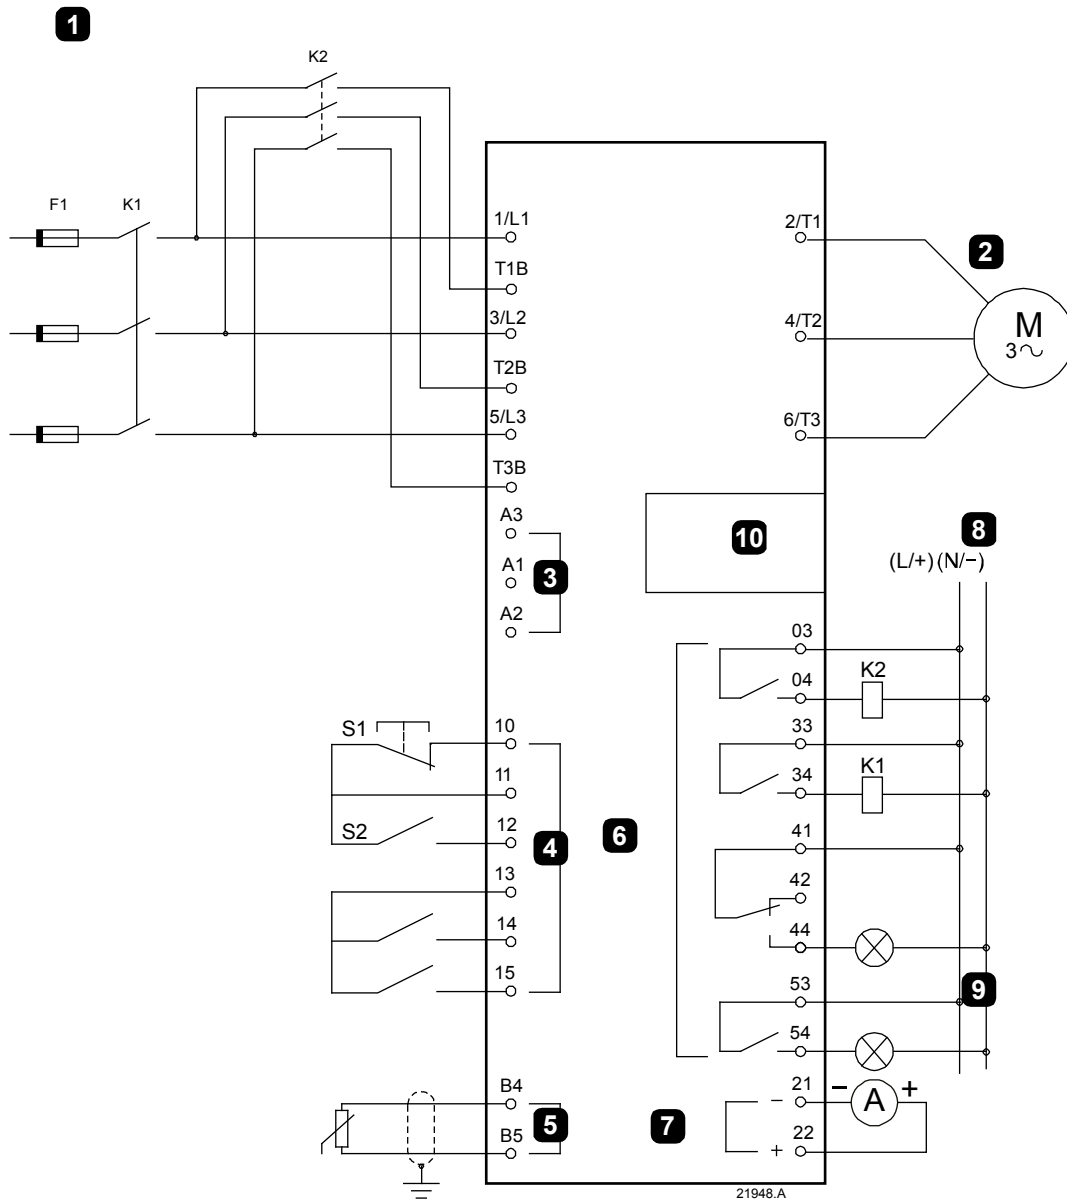 1
K2
F1
K1
1/L1
2/T1
2
T1B
3/L2
4/T2
M
3~
T2B
5/L3
6/T3
T3B
A3
10
8
A1
3
(L/+) (N/−)
A2
03
04
K2
S1
10
33
11
34
K1
S2
12
4
6
41
13
42
14
44
15
53
9
54
B4
21
−
−
A
+
B5
5
7
22
+
21948.A